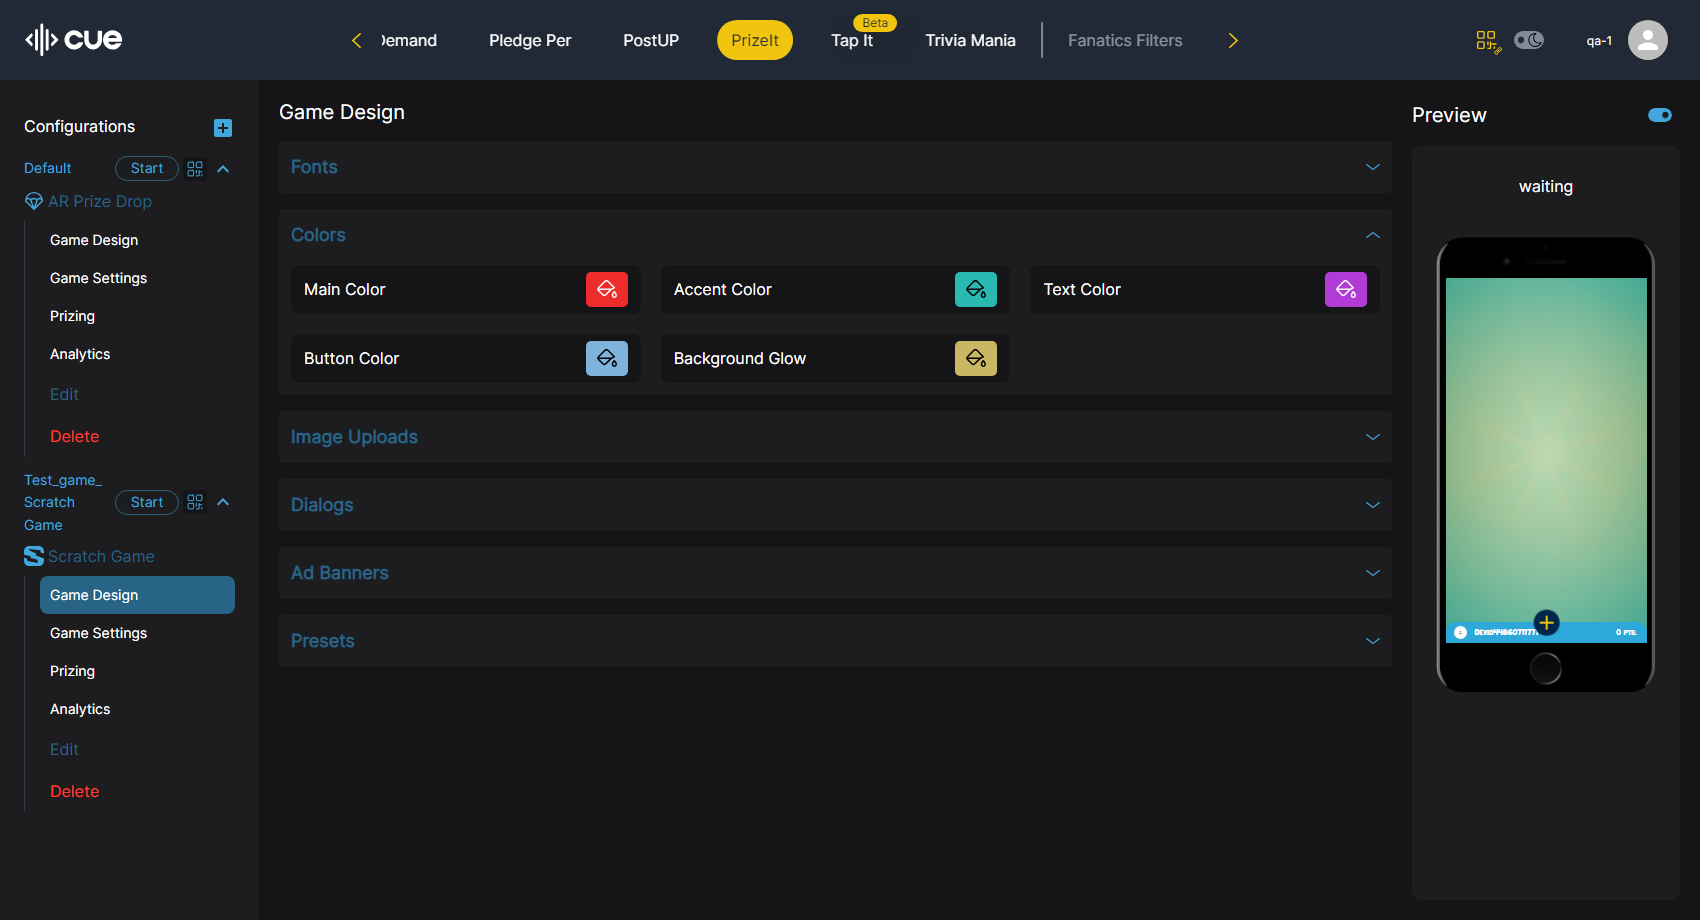 cue
Demand
Pledge Per
PostUP
PrizeIt
Beta
Tap It
Trivia Mania
Fanatics Filters
qa-1
Configurations
Default
Start
AR Prize Drop
Game Design
Game Settings
Prizing
Analytics
Edit
Delete
Test_game_
Scratch
Game
Start
Scratch Game
Game Design
Game Settings
Prizing
Analytics
Edit
Delete
Game Design
Fonts
Colors
Main Color
Accent Color
Text Color
Button Color
Background Glow
Image Uploads
Dialogs
Ad Banners
Presets
Preview
waiting
0 PTS.